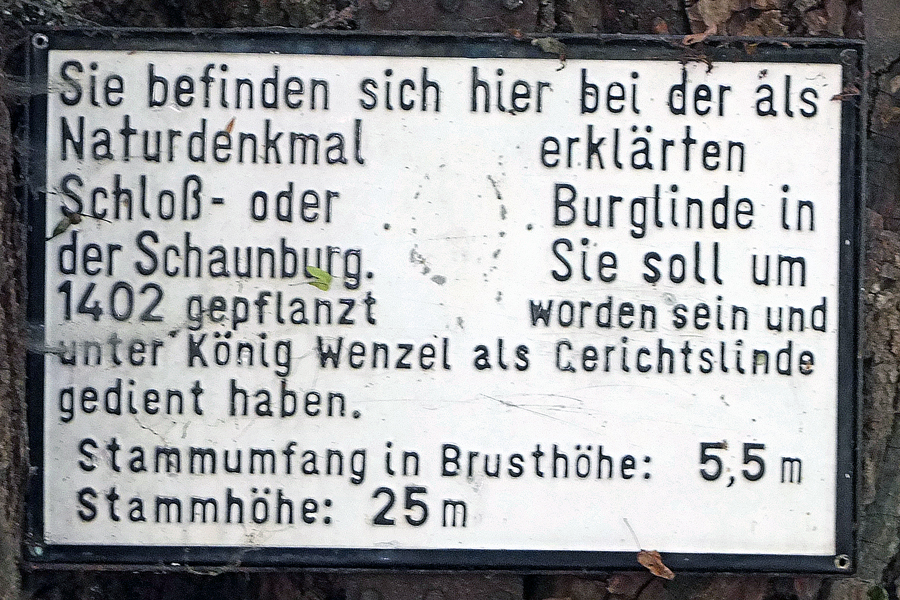 Sie befinden sich hier bei der als
Naturdenkmal erklärten
Schloß- oder Burglinde in
der Schaunburg. Sie soll um
1402 gepflanzt worden sein und
unter König Wenzel als Gerichtslinde
gedient haben.
Stammumfang in Brusthöhe: 5,5 m
Stammhöhe: 25 m